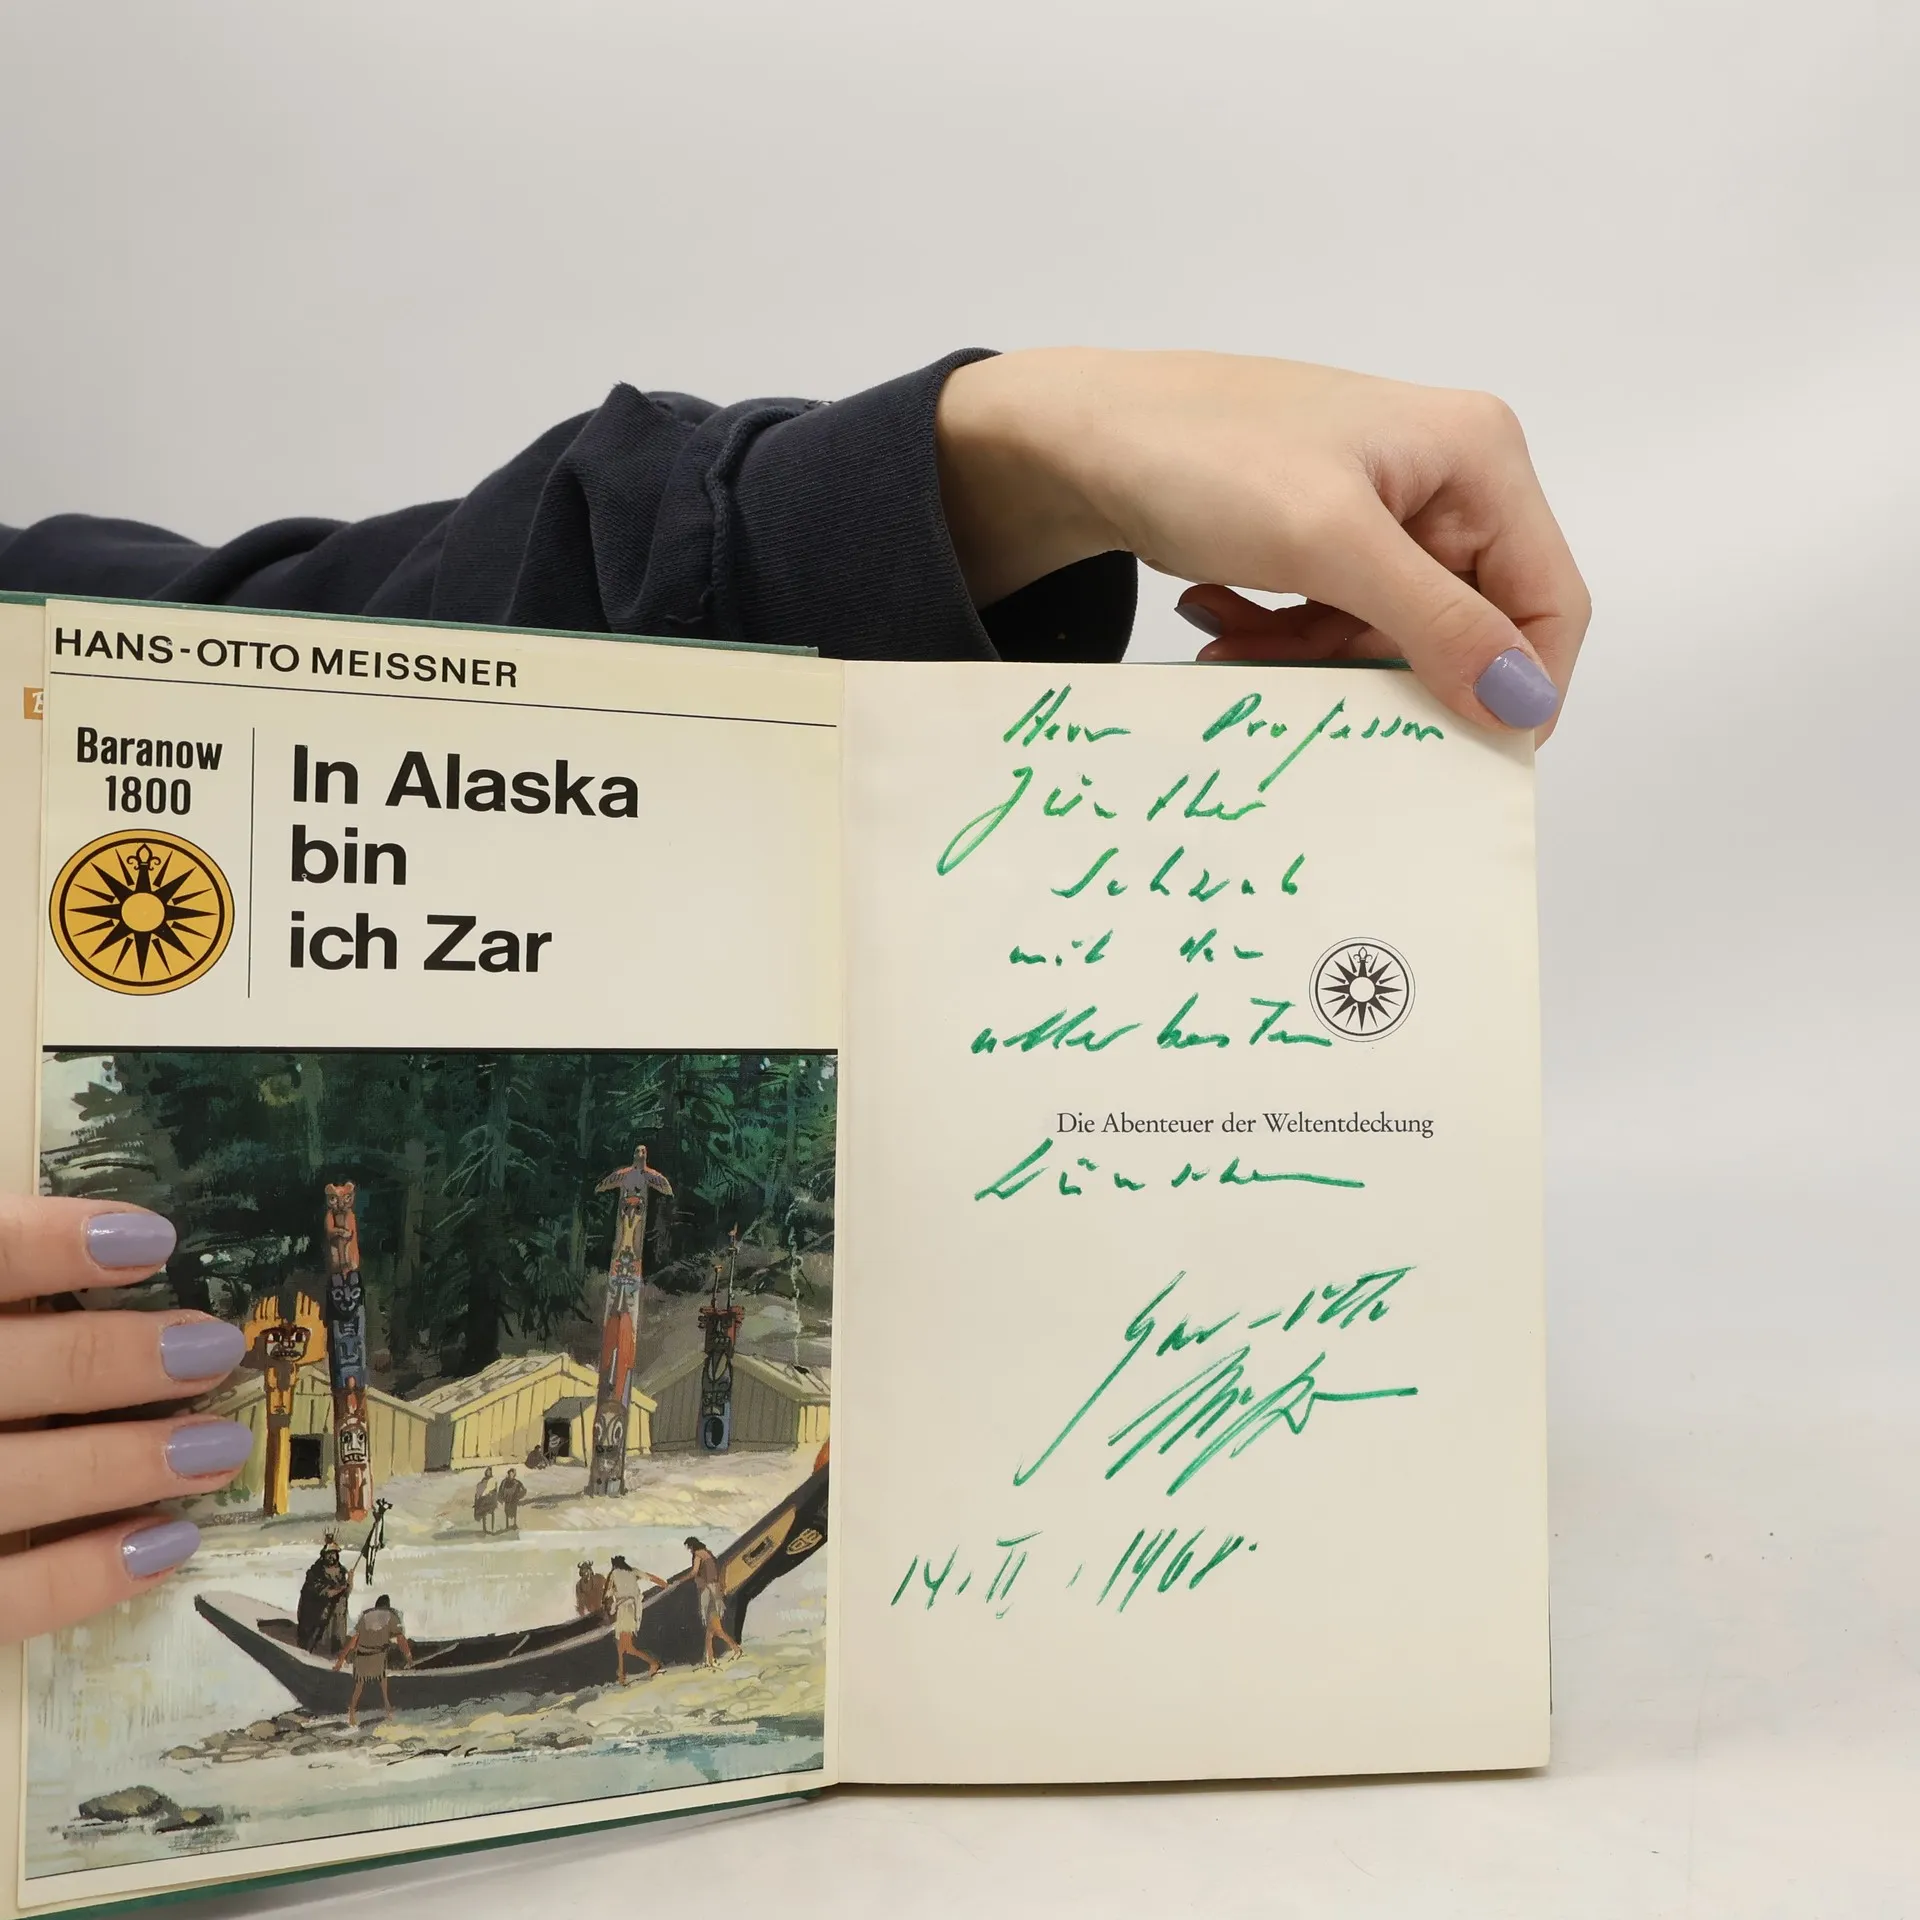 HANS-OTTO MEISSNER
Baranow
1800
In Alaska
bin
ich Zar
Herrn Professor
Günther
Schwab
mit den
allerbesten
Die Abenteuer der Weltentdeckung
Wünschen
Hans-Otto
Meissner
14. II. 1968.